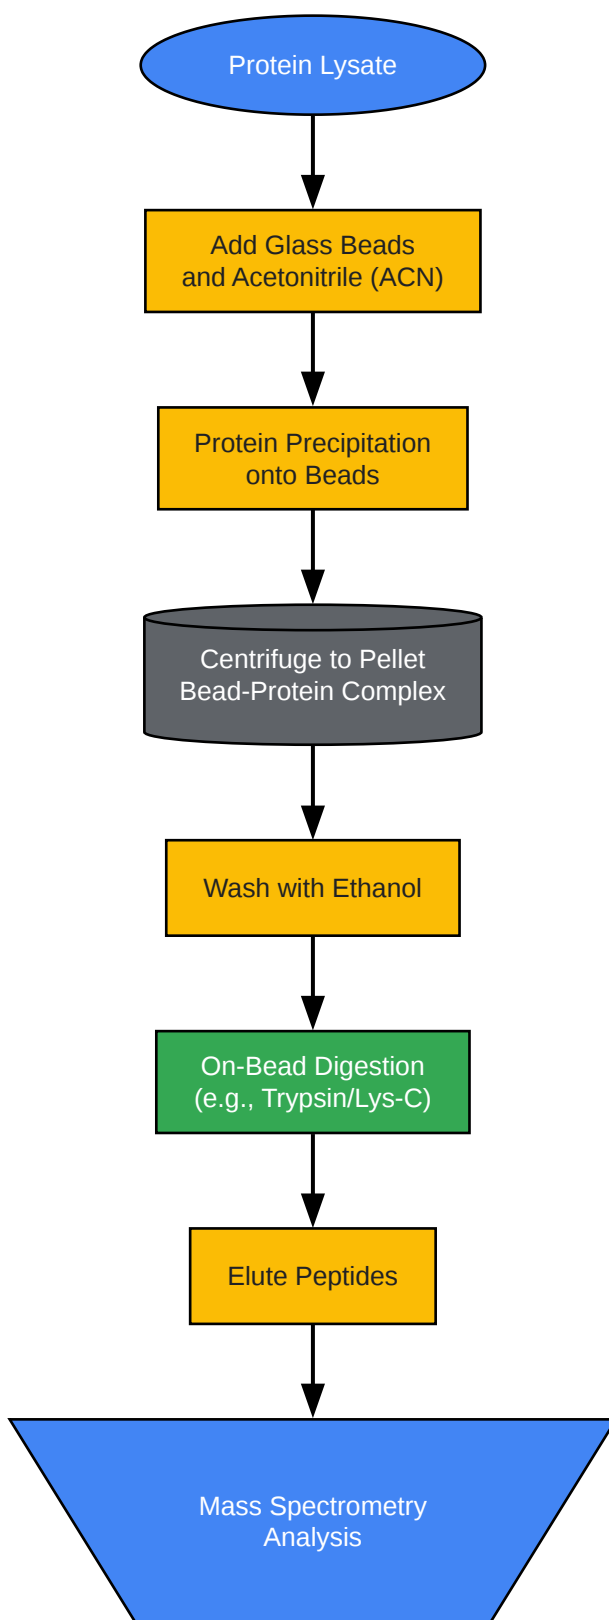 Protein Lysate
Add Glass Beads
and Acetonitrile (ACN)
Protein Precipitation
onto Beads
Centrifuge to Pellet
Bead-Protein Complex
Wash with Ethanol
On-Bead Digestion
(e.g., Trypsin/Lys-C)
Elute Peptides
Mass Spectrometry
Analysis